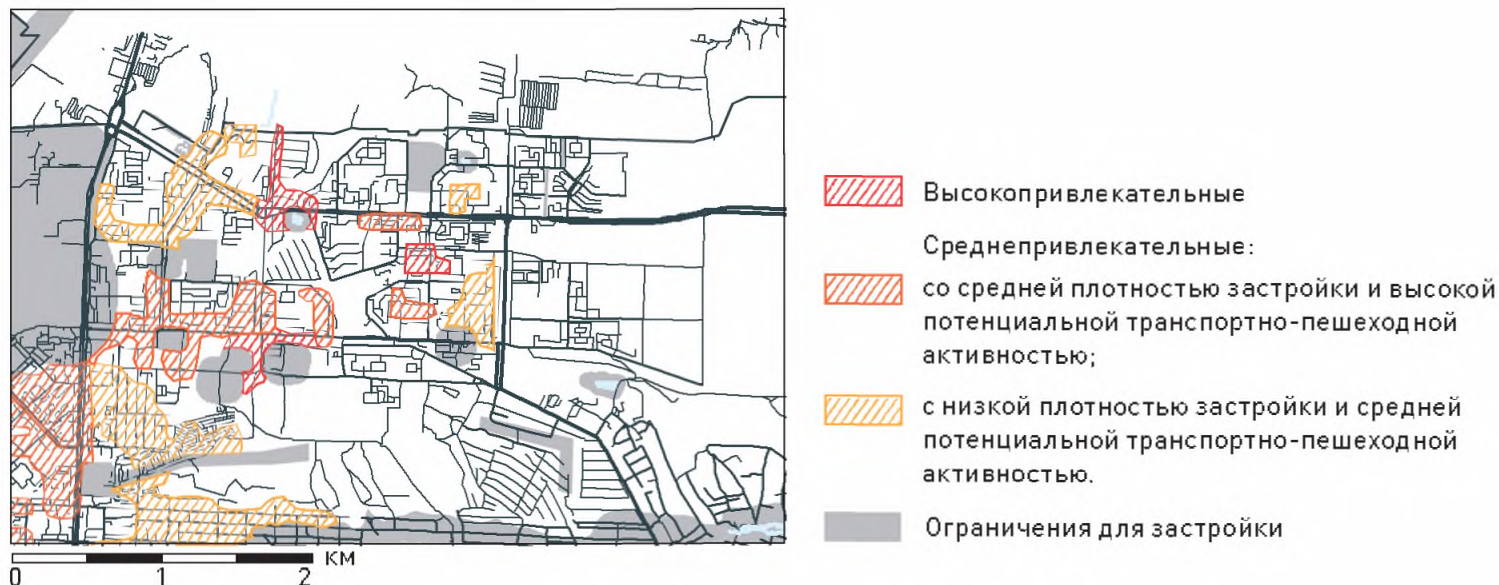 Высокопривлекательные
Среднепривлекательные:
со средней плотностью застройки и высокой
потенциальной транспортно-пешеходной
активностью;
с низкой плотностью застройки и средней
потенциальной транспортно-пешеходной
активностью.
Ограничения для застройки
км
0 1 2